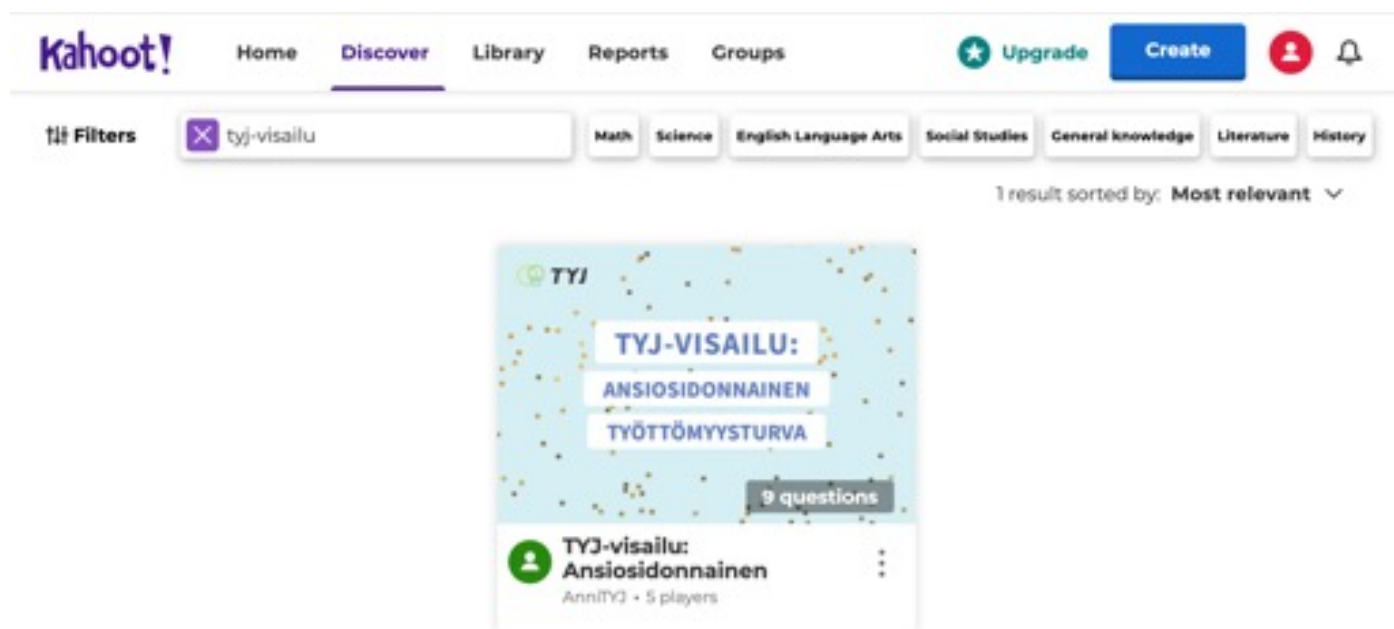 Kahoot! Home Discover Library Reports Groups Upgrade Create
Filters tyj-visailu Math Science English Language Arts Social Studies General knowledge Literature History
1 result sorted by: Most relevant
TYJ
TYJ-VISAILU:
ANSIOSIDONNAINEN
TYÖTTÖMYYSTURVA
9 questions
TYJ-visailu:
Ansiosidonnainen
AnniTYJ • 5 players